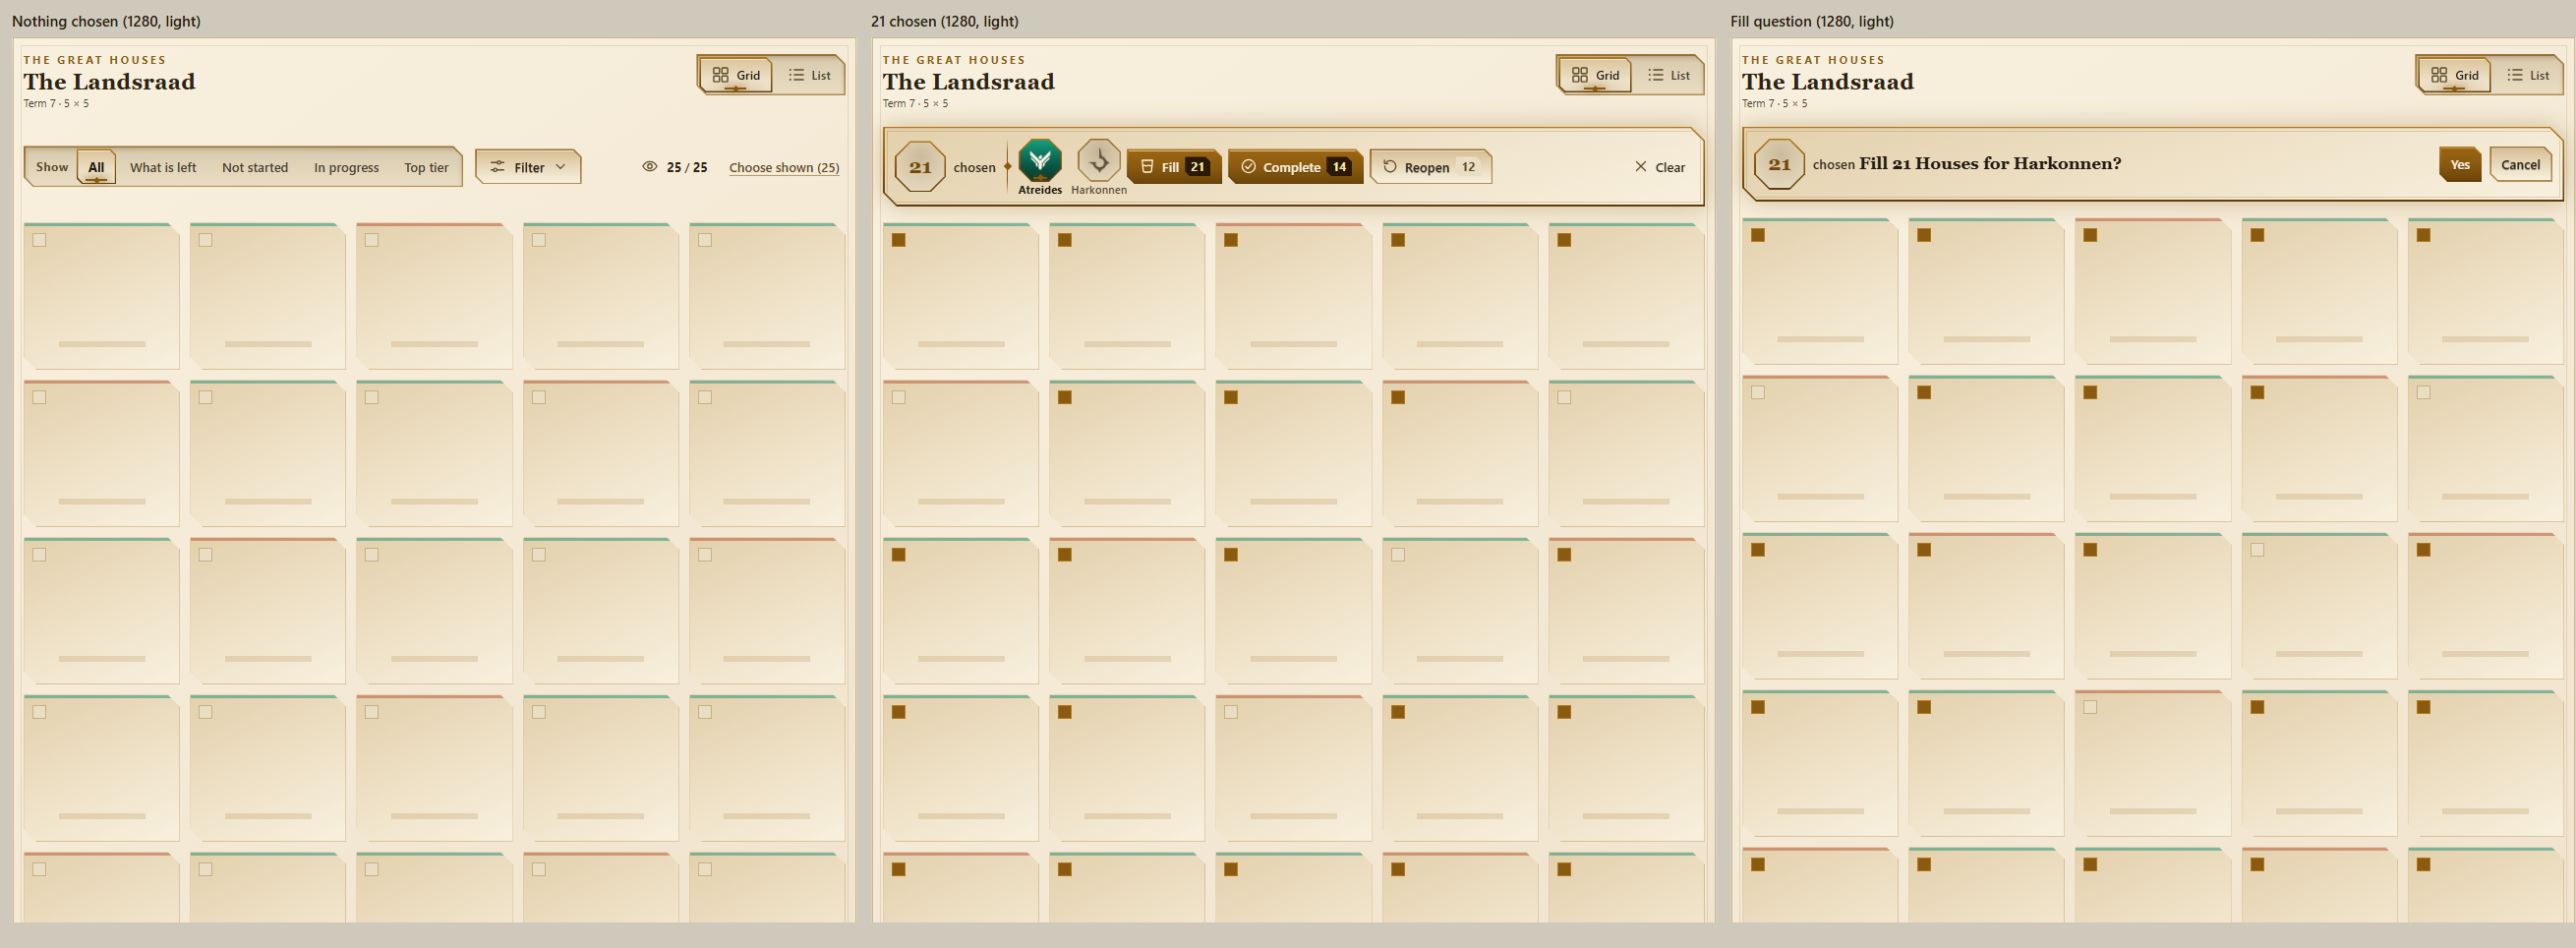 Nothing chosen (1280, light)
THE GREAT HOUSES
The Landsraad
Term 7 · 5 × 5
Grid
List
Show All What is left Not started In progress Top tier
Filter
25 / 25
Choose shown (25)
21 chosen (1280, light)
THE GREAT HOUSES
The Landsraad
Term 7 · 5 × 5
Grid
List
21 chosen
Atreides
Harkonnen
Fill 21
Complete 14
Reopen 12
Clear
Fill question (1280, light)
THE GREAT HOUSES
The Landsraad
Term 7 · 5 × 5
Grid
List
21 chosen Fill 21 Houses for Harkonnen?
Yes
Cancel